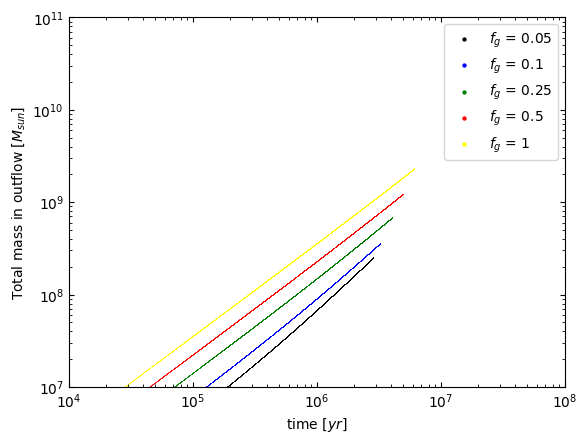 10^11
10^10
10^9
10^8
10^7
Total mass in outflow [M_sun]
10^4 10^5 10^6 10^7 10^8
time [yr]
f_g = 0.05
f_g = 0.1
f_g = 0.25
f_g = 0.5
f_g = 1